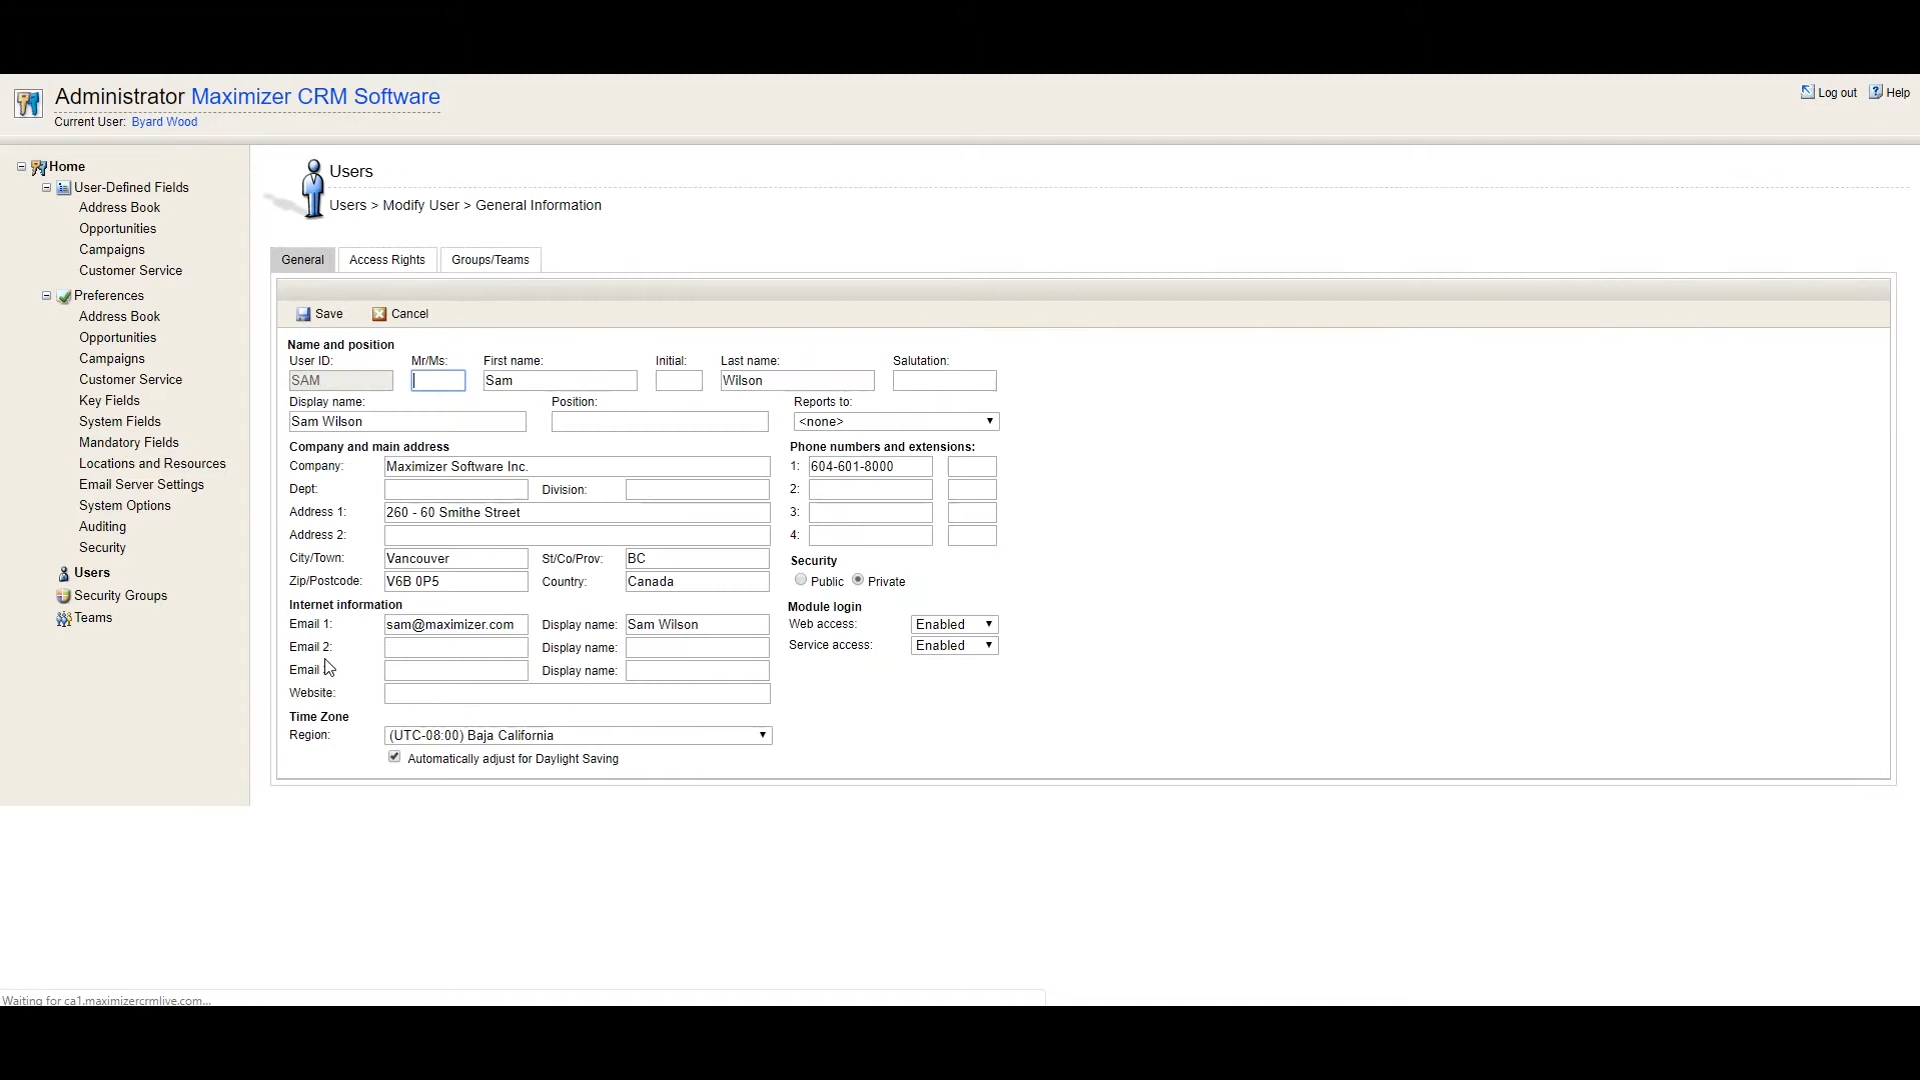 Administrator Maximizer CRM Software
Current User: Byard Wood
Log out Help
Home
User-Defined Fields
Address Book
Opportunities
Campaigns
Customer Service
Preferences
Address Book
Opportunities
Campaigns
Customer Service
Key Fields
System Fields
Mandatory Fields
Locations and Resources
Email Server Settings
System Options
Auditing
Security
Users
Security Groups
Teams
Users
Users > Modify User > General Information
General Access Rights Groups/Teams
Save Cancel
Name and position
User ID: Mr/Ms: First name: Initial: Last name: Salutation:
SAM Sam Wilson
Display name: Position: Reports to:
Sam Wilson <none>
Company and main address Phone numbers and extensions:
Company: Maximizer Software Inc. 1: 604-601-8000
Dept: Division: 2:
Address 1: 260 - 60 Smithe Street 3:
Address 2: 4:
City/Town: Vancouver St/Co/Prov: BC Security
Zip/Postcode: V6B 0P5 Country: Canada Public Private
Internet information Module login
Email 1: sam@maximizer.com Display name: Sam Wilson Web access: Enabled
Email 2: Display name: Service access: Enabled
Email Display name:
Website:
Time Zone
Region: (UTC-08:00) Baja California
Automatically adjust for Daylight Saving
Waiting for ca1.maximizercrmlive.com...